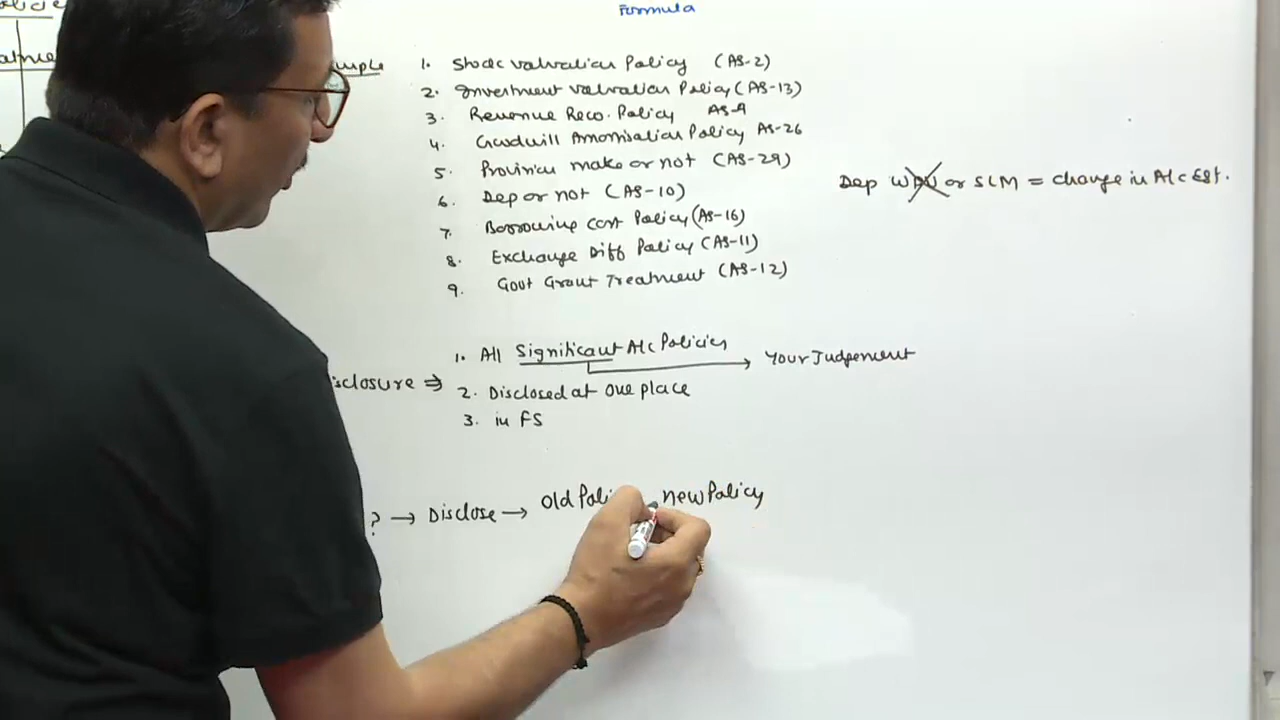 Formula
1. Stock valuation Policy (AS-2)
2. Investment valuation Policy (AS-13)
3. Revenue Reco. Policy AS-9
4. Goodwill Amortisation Policy AS-26
5. Provision make or not (AS-29)
6. Dep or not (AS-10)
7. Borrowing Cost Policy (AS-16)
8. Exchange Diff Policy (AS-11)
9. Govt Grant Treatment (AS-12)
Dep WDV or SLM = change in A/c Est.
1. All Significant A/c Policies → Your Judgement
isclosure ⇒ 2. Disclosed at one place
3. in FS
? → Disclose → Old Poli new Policy